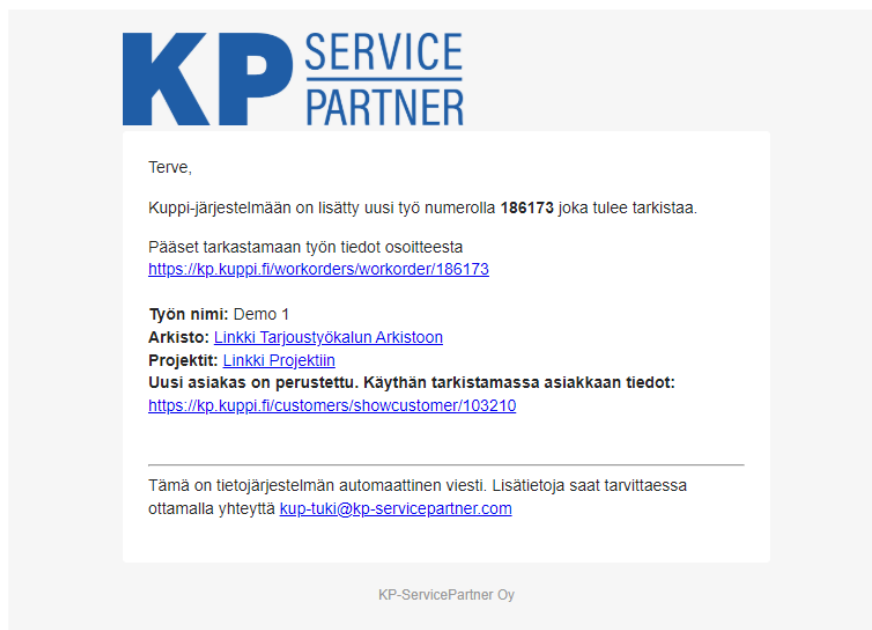 KP SERVICE
PARTNER
Terve,
Kuppi-järjestelmään on lisätty uusi työ numerolla 186173 joka tulee tarkistaa.
Pääset tarkastamaan työn tiedot osoitteesta
https://kp.kuppi.fi/workorders/workorder/186173
Työn nimi: Demo 1
Arkisto: Linkki Tarjoustyökalun Arkistoon
Projektit: Linkki Projektiin
Uusi asiakas on perustettu. Käythän tarkistamassa asiakkaan tiedot:
https://kp.kuppi.fi/customers/showcustomer/103210
Tämä on tietojärjestelmän automaattinen viesti. Lisätietoja saat tarvittaessa
ottamalla yhteyttä kup-tuki@kp-servicepartner.com
KP-ServicePartner Oy